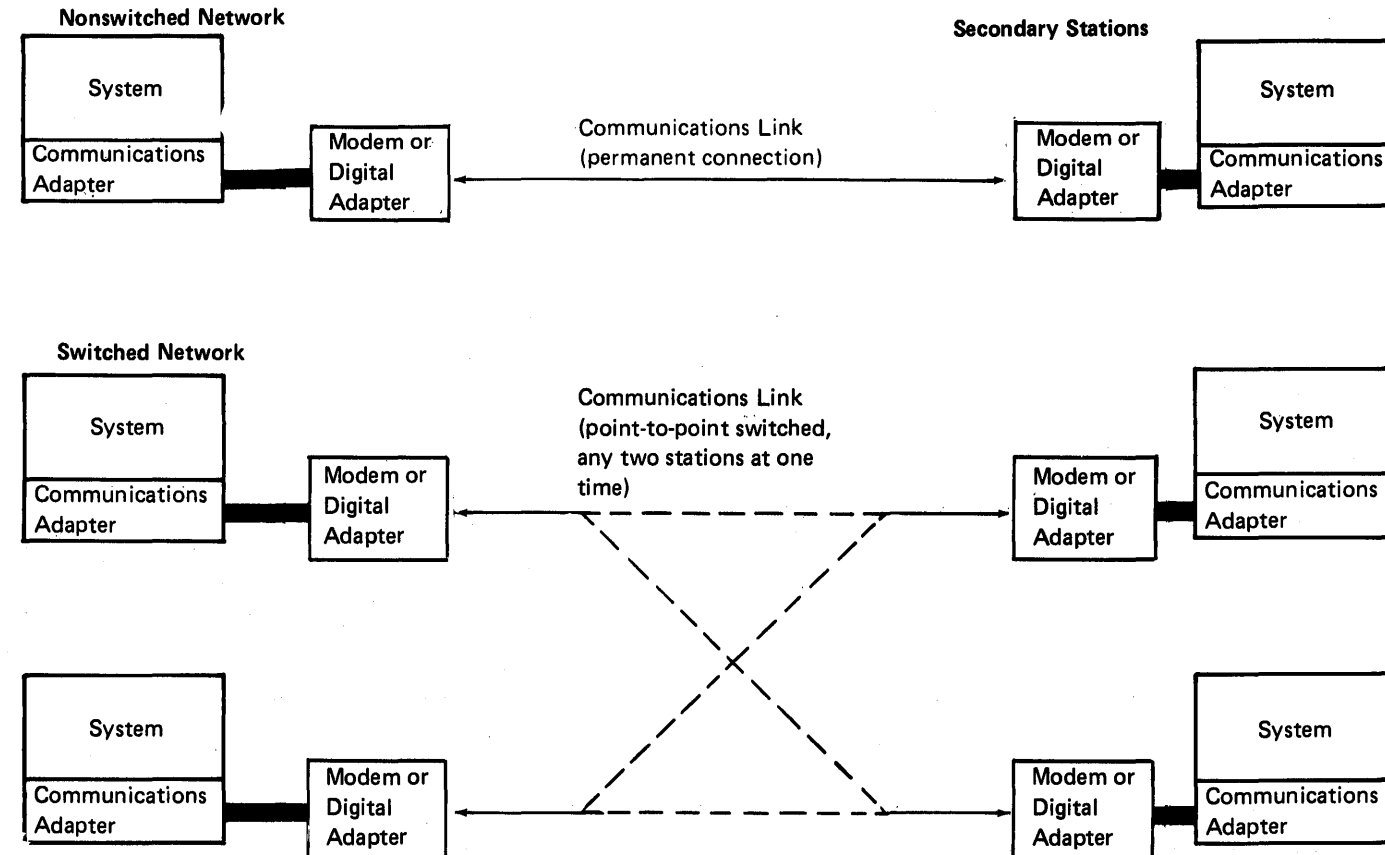 Nonswitched Network
Secondary Stations
System
Communications
Adapter
Modem or
Digital
Adapter
Communications Link
(permanent connection)
Modem or
Digital
Adapter
System
Communications
Adapter
Switched Network
System
Communications
Adapter
Modem or
Digital
Adapter
Communications Link
(point-to-point switched,
any two stations at one
time)
Modem or
Digital
Adapter
System
Communications
Adapter
System
Communications
Adapter
Modem or
Digital
Adapter
Modem or
Digital
Adapter
System
Communications
Adapter